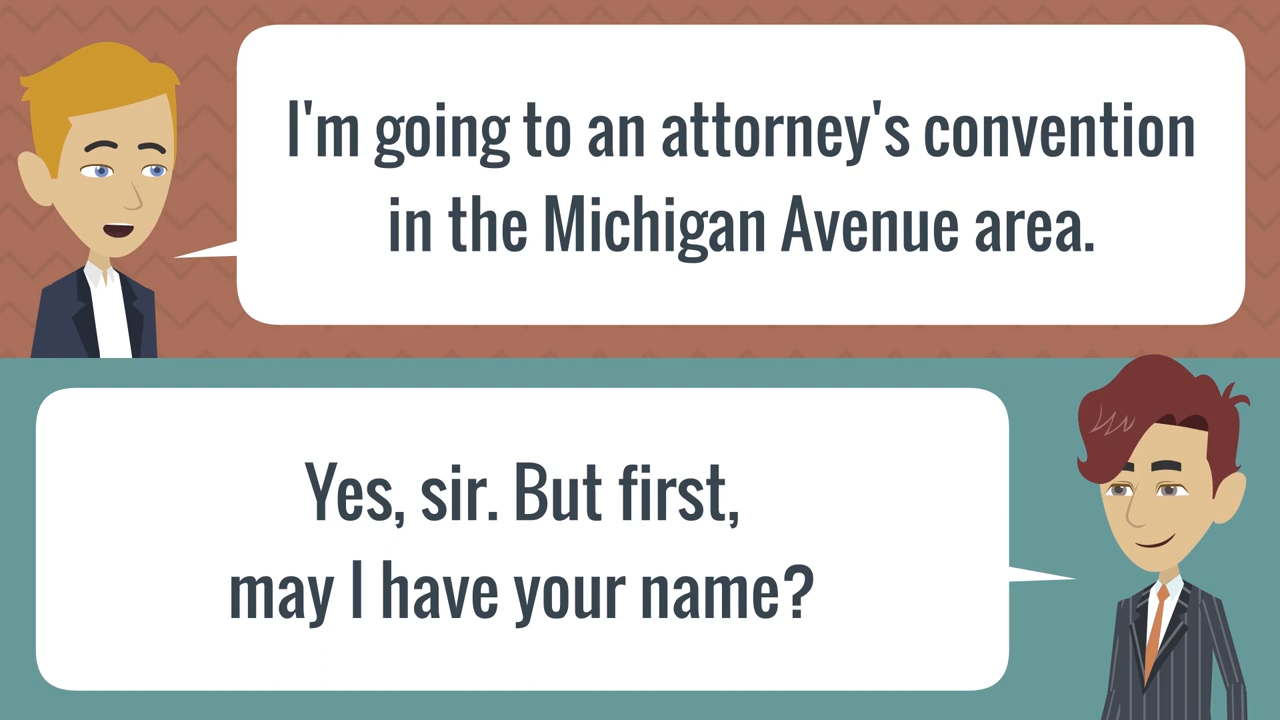 I'm going to an attorney's convention
in the Michigan Avenue area.
Yes, sir. But first,
may I have your name?